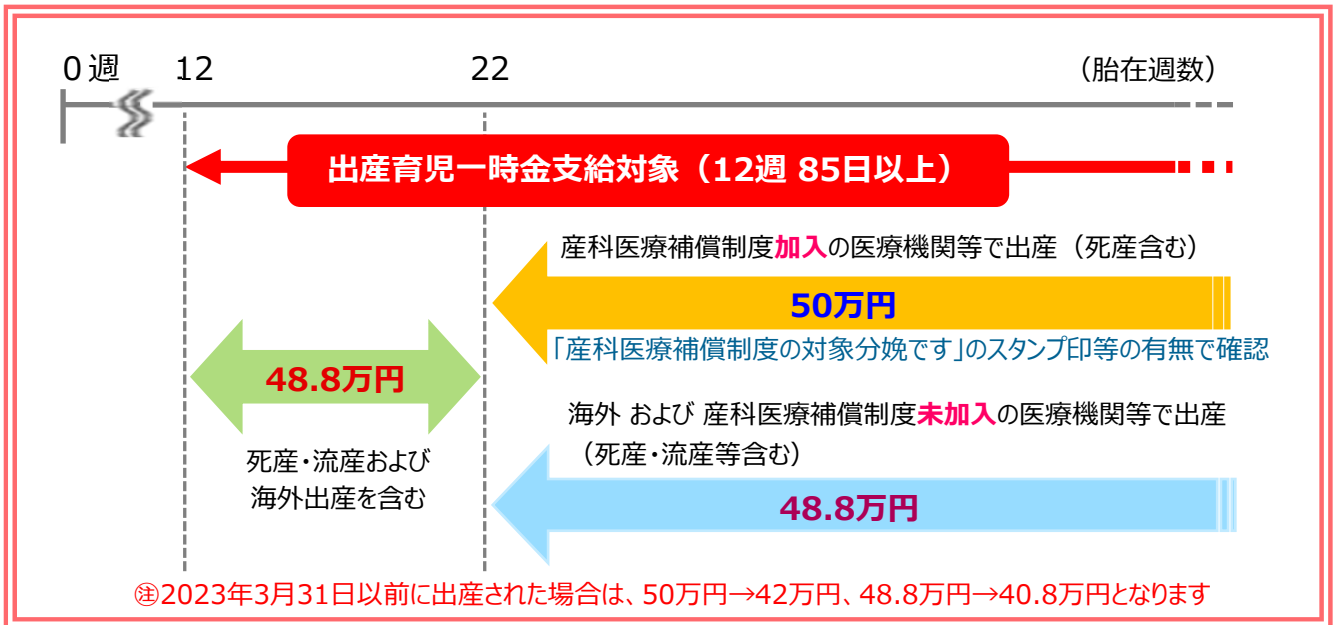 0週 12 22 (胎在週数)
出産育児一時金支給対象（12週 85日以上）
産科医療補償制度加入の医療機関等で出産（死産含む）
50万円
「産科医療補償制度の対象分娩です」のスタンプ印等の有無で確認
48.8万円
死産・流産および
海外出産を含む
海外 および 産科医療補償制度未加入の医療機関等で出産
（死産・流産等含む）
48.8万円
㊟2023年3月31日以前に出産された場合は、50万円→42万円、48.8万円→40.8万円となります